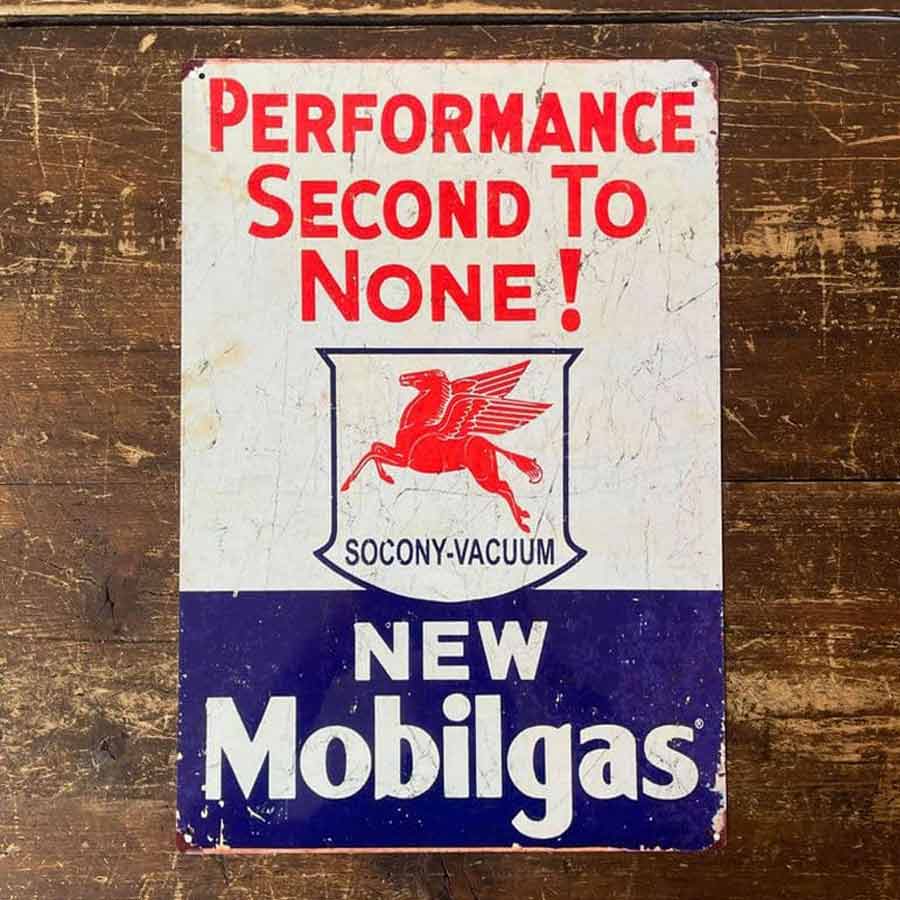 PERFORMANCE
SECOND TO
NONE!
SOCONY-VACUUM
NEW
Mobilgas®